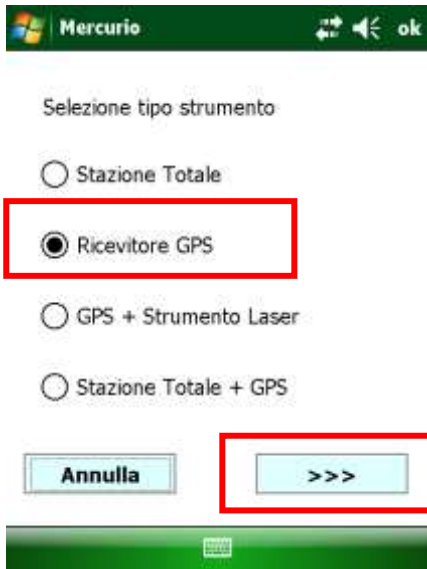 Mercurio ok
Selezione tipo strumento
Stazione Totale
Ricevitore GPS
GPS + Strumento Laser
Stazione Totale + GPS
Annulla >>>